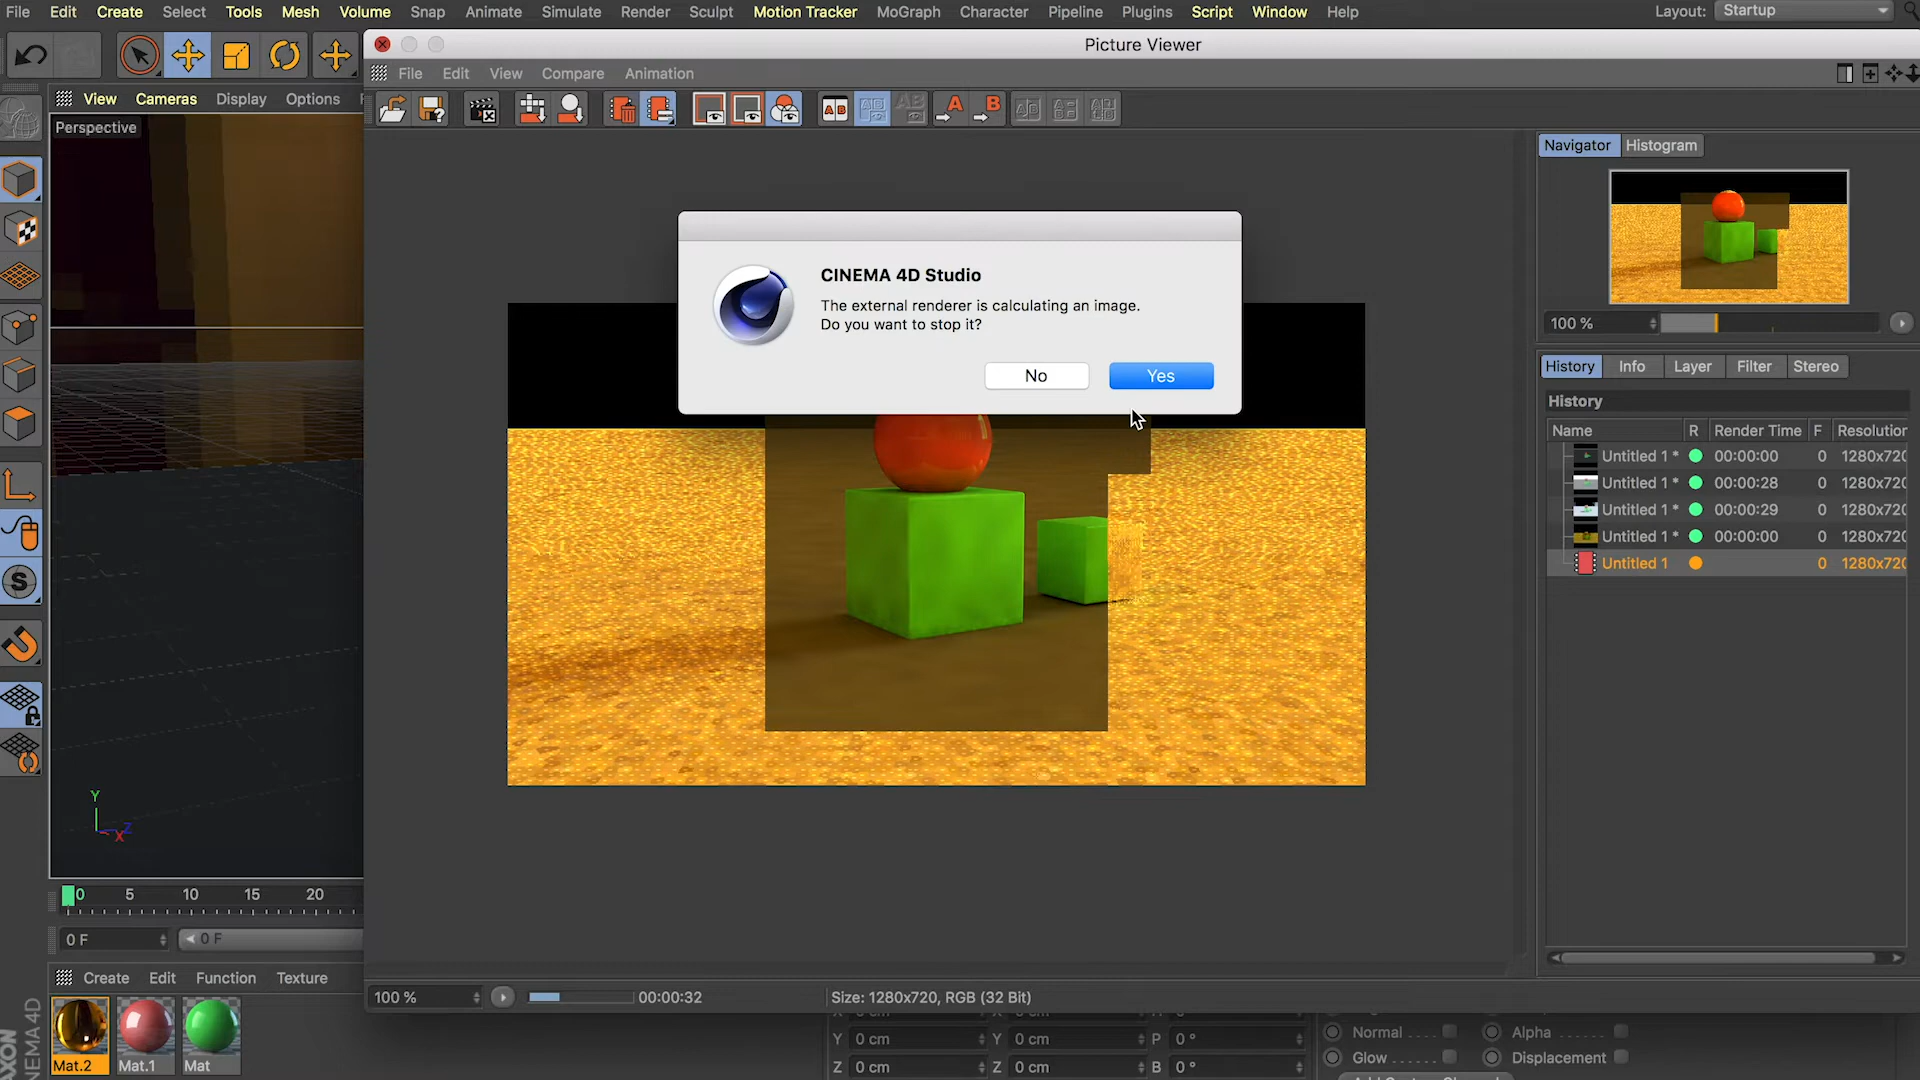 File Edit Create Select Tools Mesh Volume Snap Animate Simulate Render Sculpt Motion Tracker MoGraph Character Pipeline Plugins Script Window Help Layout: Startup
Picture Viewer
File Edit View Compare Animation
View Cameras Display Options
Perspective
Navigator Histogram
100 %
CINEMA 4D Studio
The external renderer is calculating an image.
Do you want to stop it?
No Yes
History Info Layer Filter Stereo
History
Name R Render Time F Resolution
Untitled 1 * 00:00:00 0 1280x720
Untitled 1 * 00:00:28 0 1280x720
Untitled 1 * 00:00:29 0 1280x720
Untitled 1 * 00:00:00 0 1280x720
Untitled 1 0 1280x720
Y
Z
X
0 5 10 15 20
0 F 0 F
Create Edit Function Texture
100 % 00:00:32 Size: 1280x720, RGB (32 Bit)
Mat.2 Mat.1 Mat
Y 0 cm Y 0 cm P 0 °
Z 0 cm Z 0 cm B 0 °
Normal Alpha
Glow Displacement